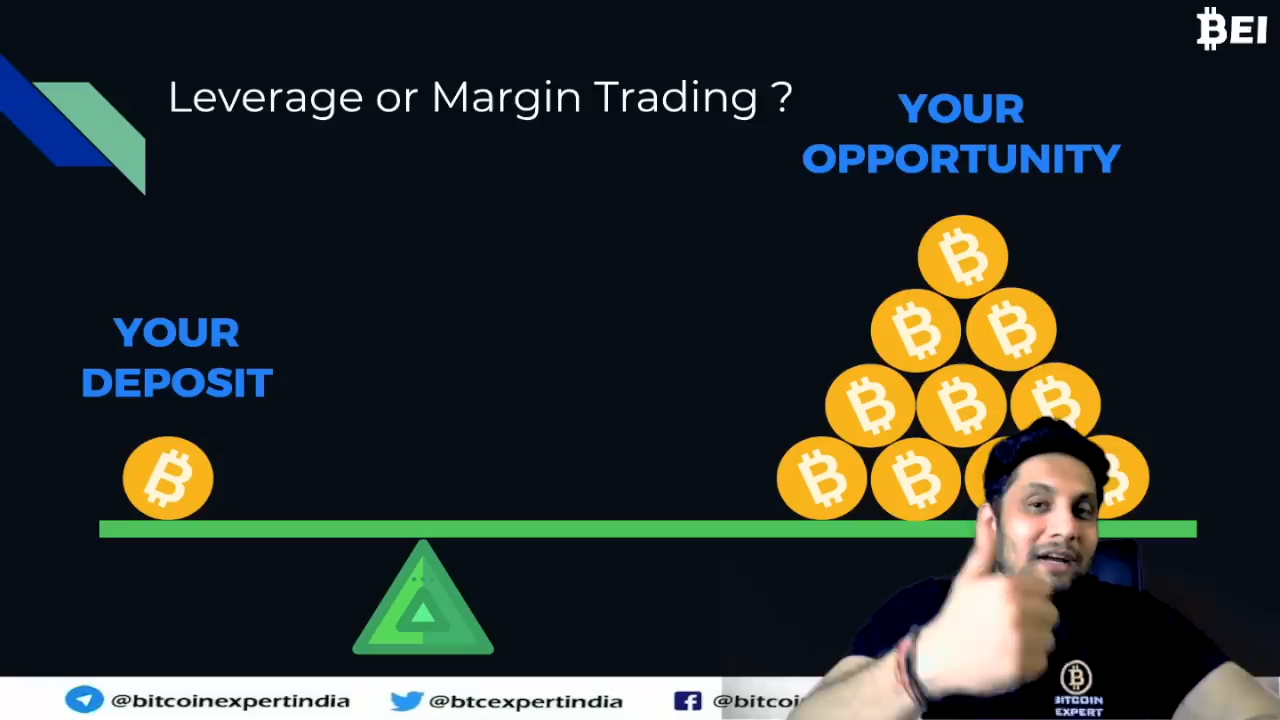 BEI
Leverage or Margin Trading ?
YOUR
OPPORTUNITY
YOUR
DEPOSIT
@bitcoinexpertindia
@btcexpertindia
BITCOIN
EXPERT